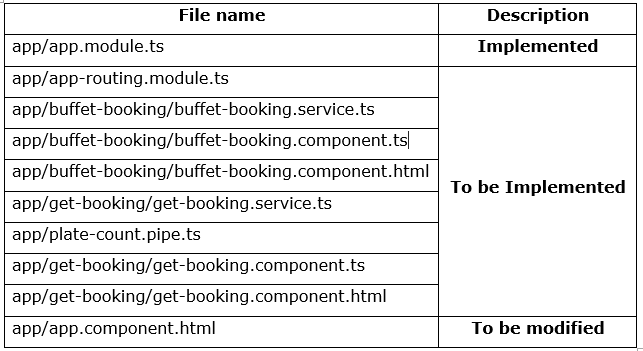 File name Description
app/app.module.ts Implemented
app/app-routing.module.ts
app/buffet-booking/buffet-booking.service.ts
app/buffet-booking/buffet-booking.component.ts
app/buffet-booking/buffet-booking.component.html
To be Implemented
app/get-booking/get-booking.service.ts
app/plate-count.pipe.ts
app/get-booking/get-booking.component.ts
app/get-booking/get-booking.component.html
app/app.component.html To be modified